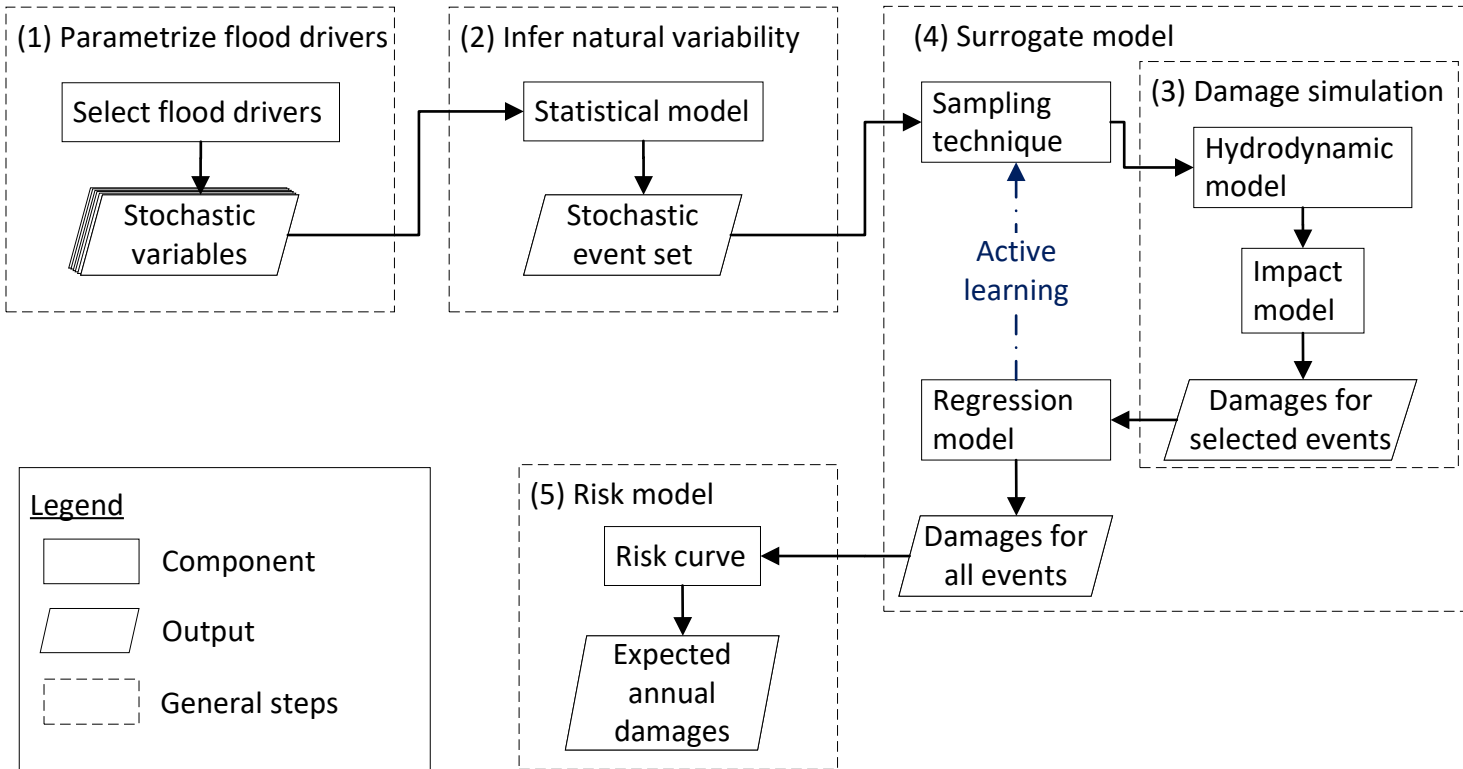 (1) Parametrize flood drivers
Select flood drivers
Stochastic
variables
(2) Infer natural variability
Statistical model
Stochastic
event set
(4) Surrogate model
Sampling
technique
(3) Damage simulation
Hydrodynamic
model
Impact
model
Damages for
selected events
Active
learning
Regression
model
Damages for
all events
(5) Risk model
Risk curve
Expected
annual
damages
Legend
Component
Output
General steps